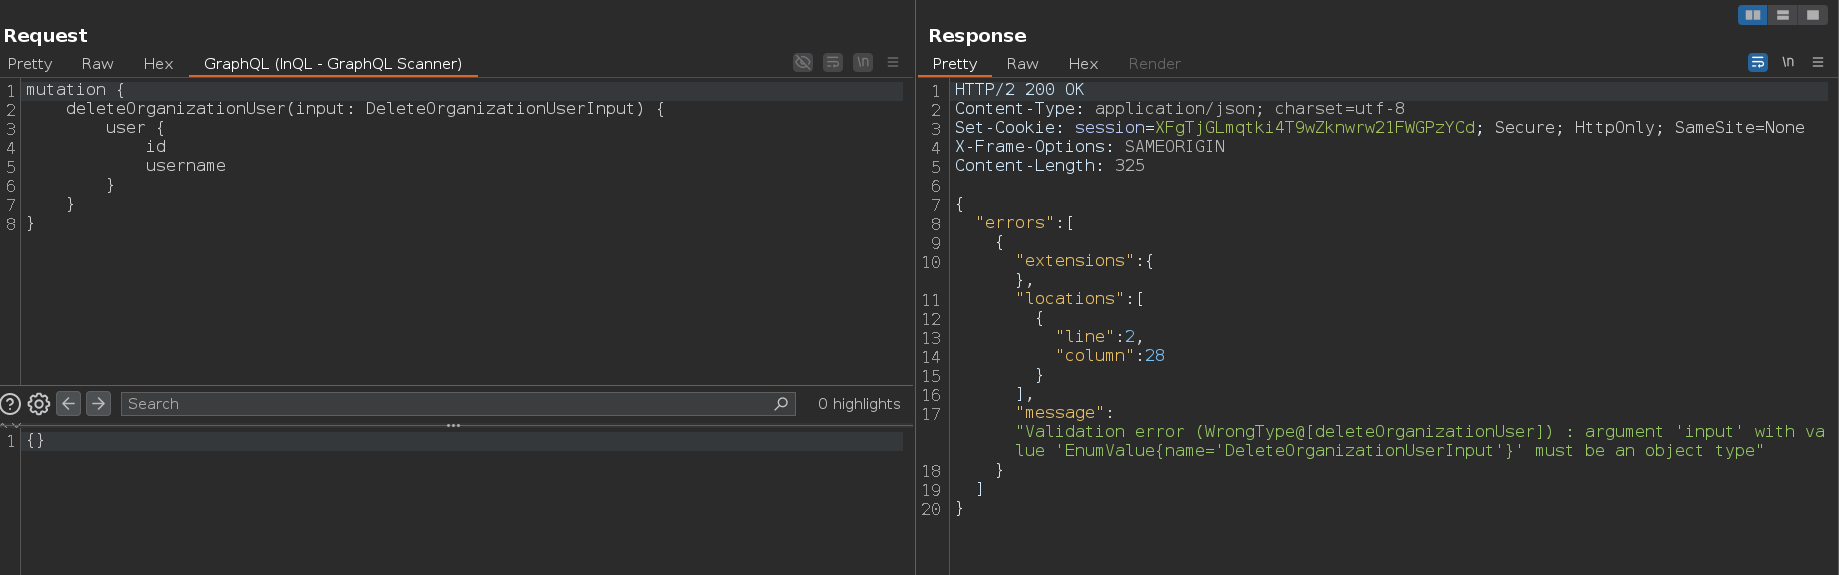 Request
Pretty Raw Hex GraphQL (InQL - GraphQL Scanner) \n
1 mutation {
2 deleteOrganizationUser(input: DeleteOrganizationUserInput) {
3 user {
4 id
5 username
6 }
7 }
8 }
? Search 0 highlights
1 {}
Response
Pretty Raw Hex Render \n
1 HTTP/2 200 OK
2 Content-Type: application/json; charset=utf-8
3 Set-Cookie: session=XFgTjGLmqtki4T9wZknwrw21FWGPzYCd; Secure; HttpOnly; SameSite=None
4 X-Frame-Options: SAMEORIGIN
5 Content-Length: 325
6
7 {
8 "errors":[
9 {
10 "extensions":{
},
11 "locations":[
12 {
13 "line":2,
14 "column":28
15 }
16 ],
17 "message":
"Validation error (WrongType@[deleteOrganizationUser]) : argument 'input' with va
lue 'EnumValue{name='DeleteOrganizationUserInput'}' must be an object type"
18 }
19 ]
20 }